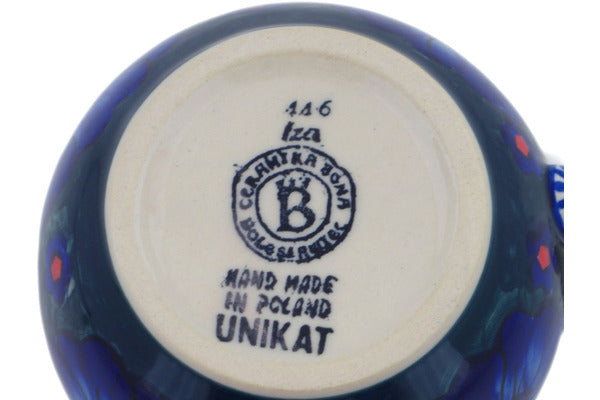 446
Iza
CERAMIKA BONA
B
BOLESŁAWIEC
HAND MADE
IN POLAND
UNIKAT